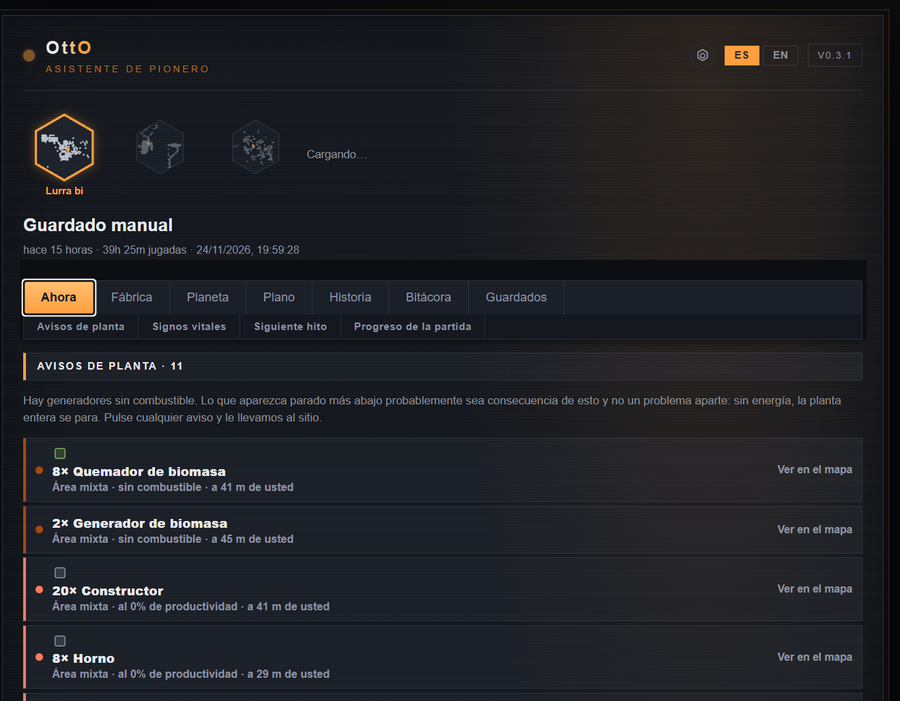 OttO
ASISTENTE DE PIONERO
ES EN V0.3.1
Cargando…
Lurra bi
Guardado manual
hace 15 horas · 39h 25m jugadas · 24/11/2026, 19:59:28
Ahora Fábrica Planeta Plano Historia Bitácora Guardados
Avisos de planta Signos vitales Siguiente hito Progreso de la partida
AVISOS DE PLANTA · 11
Hay generadores sin combustible. Lo que aparezca parado más abajo probablemente sea consecuencia de esto y no un problema aparte: sin energía, la planta
entera se para. Pulse cualquier aviso y le llevamos al sitio.
8× Quemador de biomasa
Área mixta · sin combustible · a 41 m de usted
Ver en el mapa
2× Generador de biomasa
Área mixta · sin combustible · a 45 m de usted
Ver en el mapa
20× Constructor
Área mixta · al 0% de productividad · a 41 m de usted
Ver en el mapa
8× Horno
Área mixta · al 0% de productividad · a 29 m de usted
Ver en el mapa